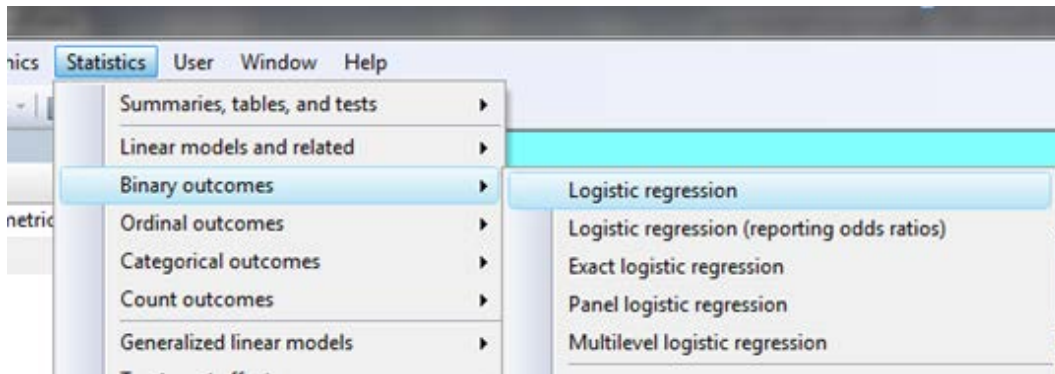 nics Statistics User Window Help
Summaries, tables, and tests
Linear models and related
Binary outcomes
Logistic regression
netric
Ordinal outcomes
Logistic regression (reporting odds ratios)
Categorical outcomes
Exact logistic regression
Count outcomes
Panel logistic regression
Generalized linear models
Multilevel logistic regression